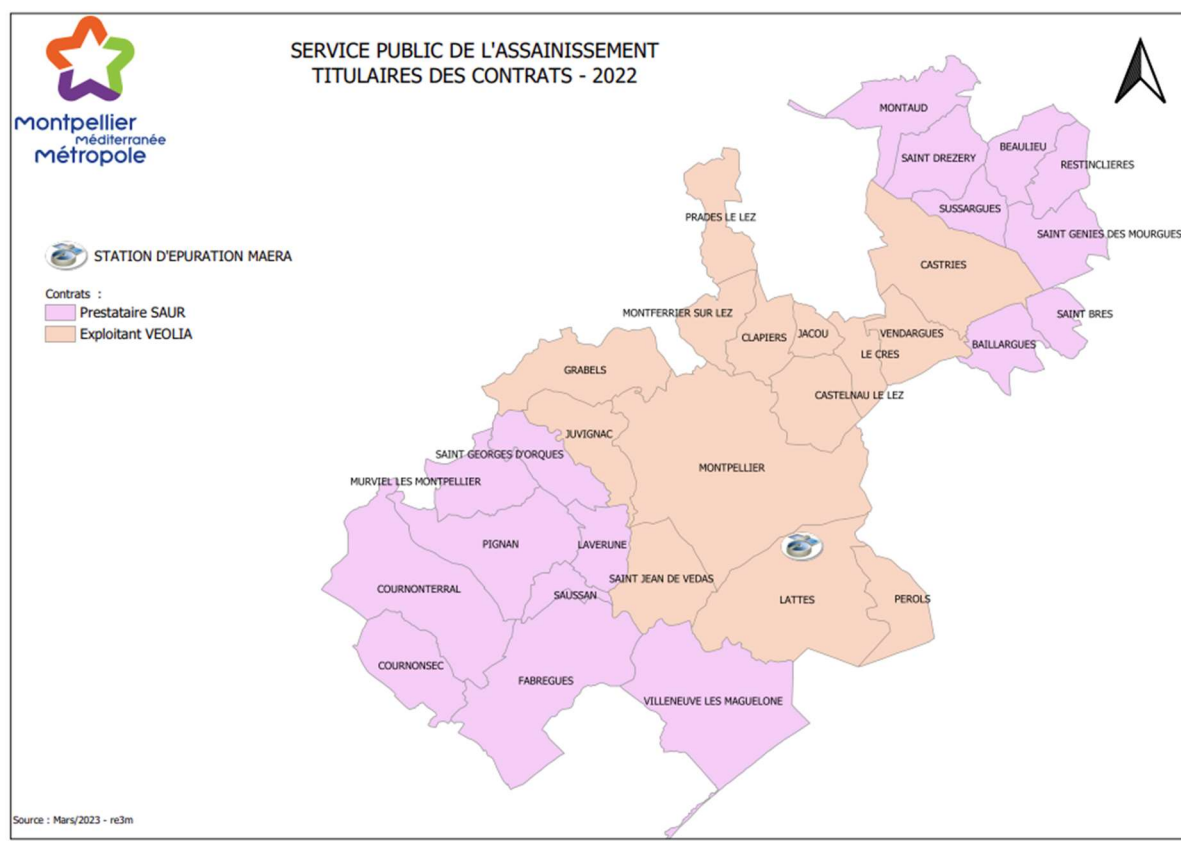 SERVICE PUBLIC DE L'ASSAINISSEMENT
TITULAIRES DES CONTRATS - 2022
montpellier
méditerranée
métropole
STATION D'EPURATION MAERA
Contrats :
Prestataire SAUR
Exploitant VEOLIA
MONTAUD
BEAULIEU
SAINT DREZERY
RESTINCLIERES
SUSSARGUES
PRADES LE LEZ
SAINT GENIES DES MOURGUES
CASTRIES
MONTFERRIER SUR LEZ
SAINT BRES
JACOU
VENDARGUES
CLAPIERS
BAILLARGUES
LE CRES
GRABELS
CASTELNAU LE LEZ
JUVIGNAC
SAINT GEORGES D'ORQUES
MONTPELLIER
MURVIEL LES MONTPELLIER
PIGNAN
LAVERUNE
SAINT JEAN DE VEDAS
COURNONTERRAL
SAUSSAN
LATTES
PEROLS
COURNONSEC
FABREGUES
VILLENEUVE LES MAGUELONE
Source : Mars/2023 - re3m